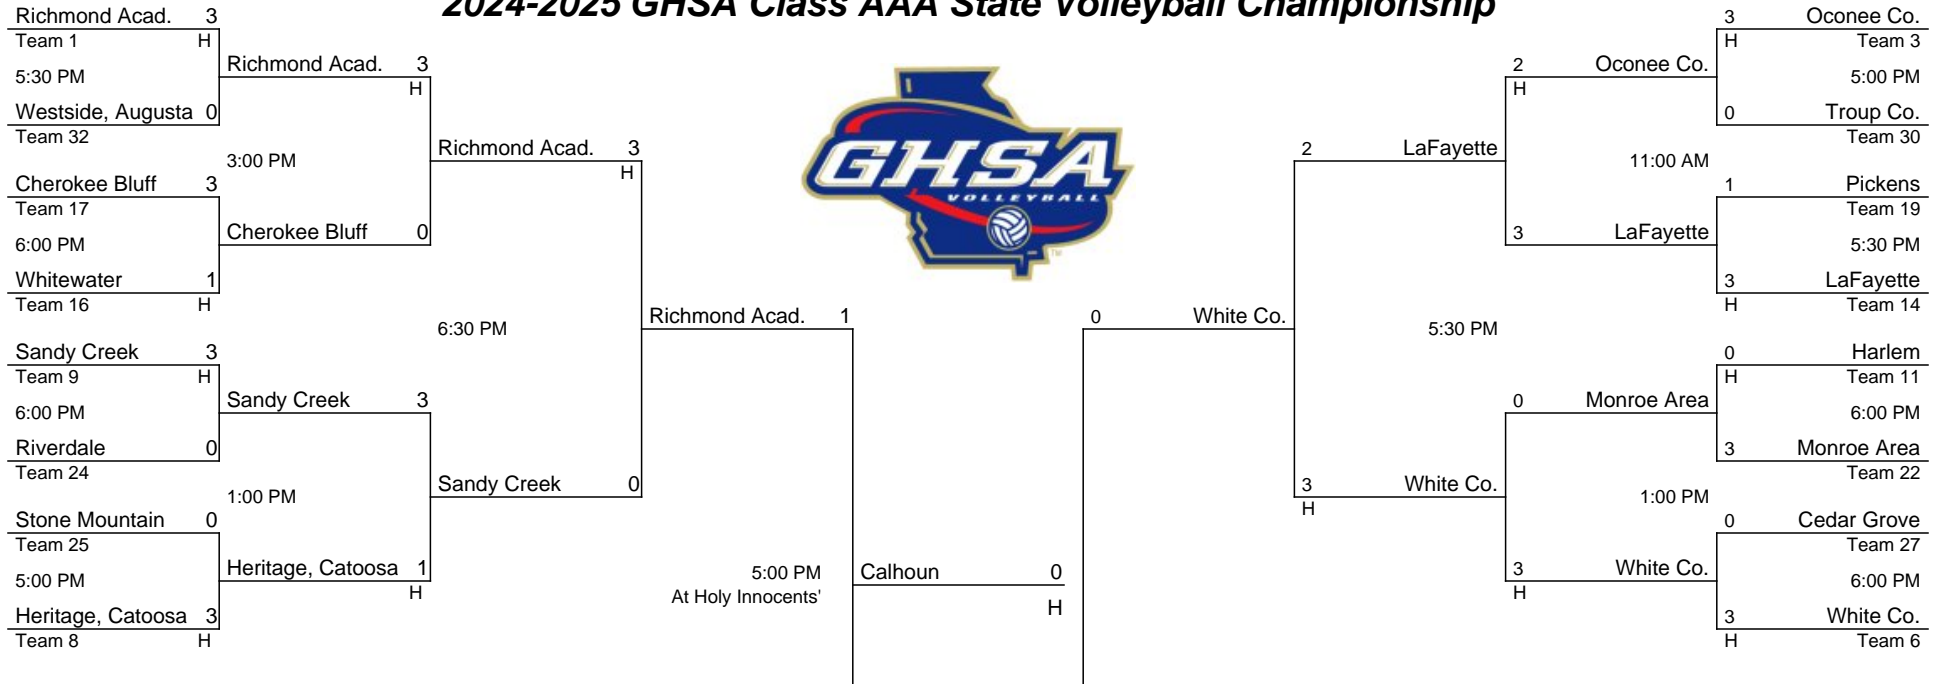 2024-2025 GHSA Class AAA State Volleyball Championship
Richmond Acad. 3
Team 1 H
5:30 PM
Westside, Augusta 0
Team 32
Cherokee Bluff 3
Team 17
6:00 PM
Whitewater 1
Team 16 H
Sandy Creek 3
Team 9 H
6:00 PM
Riverdale 0
Team 24
Stone Mountain 0
Team 25
5:00 PM
Heritage, Catoosa 3
Team 8 H
Richmond Acad. 3
H
3:00 PM
Cherokee Bluff 0
Sandy Creek 3
1:00 PM
Heritage, Catoosa 1
H
Richmond Acad. 3
H
6:30 PM
Sandy Creek 0
Richmond Acad. 1
5:00 PM
At Holy Innocents'
Calhoun 0
H
GHSA
VOLLEYBALL
TM
0 White Co.
2 LaFayette
5:30 PM
3 White Co.
H
2 Oconee Co.
H
11:00 AM
3 LaFayette
0 Monroe Area
1:00 PM
3 White Co.
H
3 Oconee Co.
H Team 3
5:00 PM
0 Troup Co.
Team 30
1 Pickens
Team 19
5:30 PM
3 LaFayette
H Team 14
0 Harlem
H Team 11
6:00 PM
3 Monroe Area
Team 22
0 Cedar Grove
Team 27
6:00 PM
3 White Co.
H Team 6